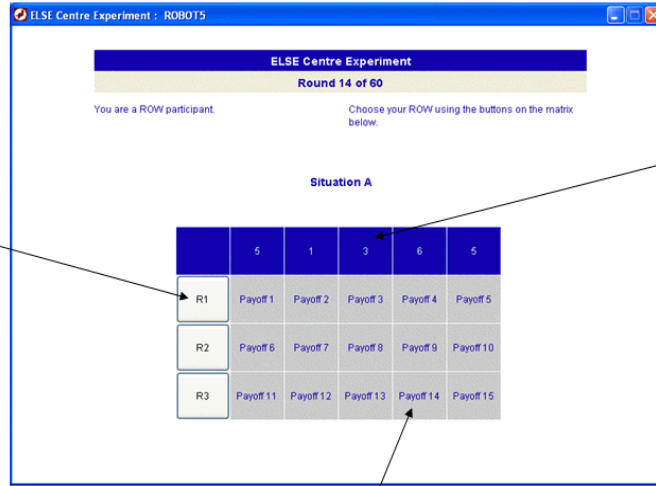 ELSE Centre Experiment : ROBOT5
ELSE Centre Experiment
Round 14 of 60
You are a ROW participant.
Choose your ROW using the buttons on the matrix
below.
Situation A
5 1 3 6 5
R1 Payoff 1 Payoff 2 Payoff 3 Payoff 4 Payoff 5
R2 Payoff 6 Payoff 7 Payoff 8 Payoff 9 Payoff 10
R3 Payoff 11 Payoff 12 Payoff 13 Payoff 14 Payoff 15